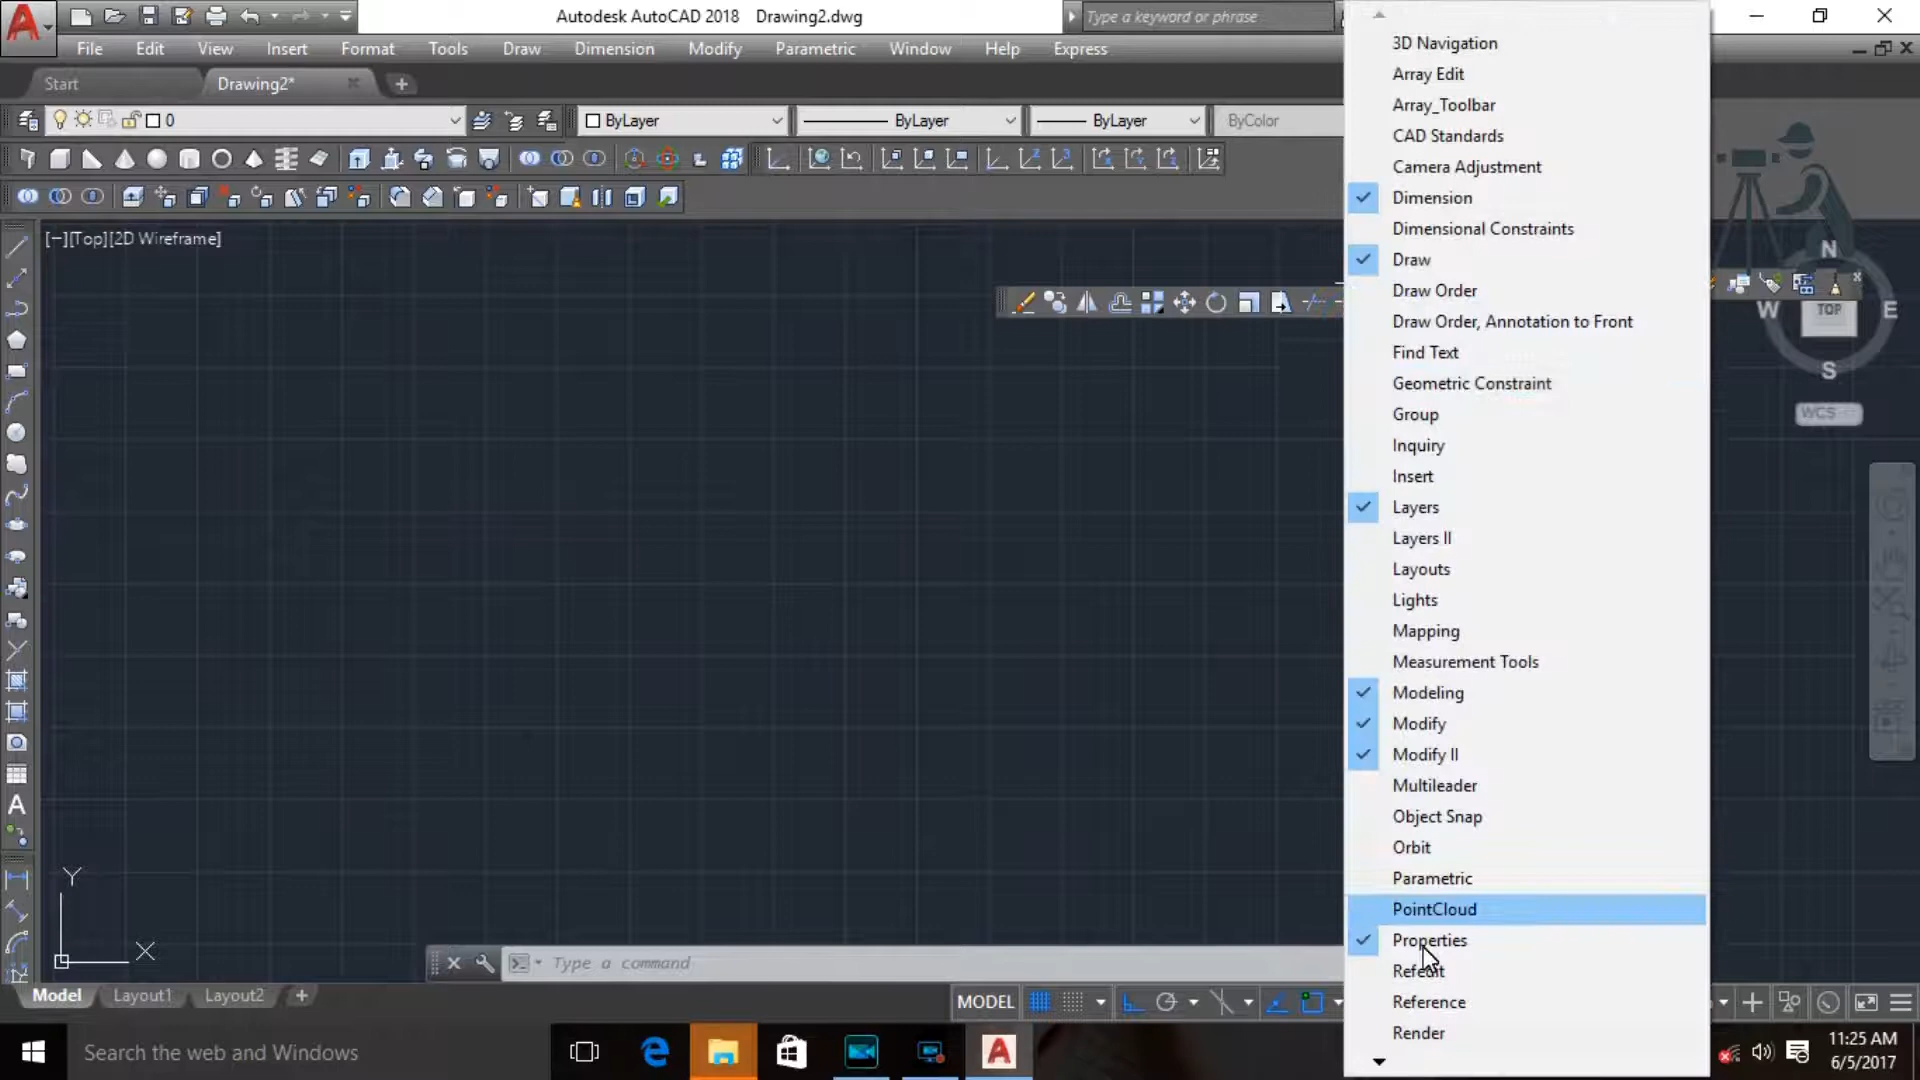 Autodesk AutoCAD 2018 Drawing2.dwg
Type a keyword or phrase
File Edit View Insert Format Tools Draw Dimension Modify Parametric Window Help Express
Start Drawing2*
0 ByLayer ByLayer ByLayer ByColor
[−][Top][2D Wireframe]
3D Navigation
Array Edit
Array_Toolbar
CAD Standards
Camera Adjustment
Dimension
Dimensional Constraints
Draw
Draw Order
Draw Order, Annotation to Front
Find Text
Geometric Constraint
Group
Inquiry
Insert
Layers
Layers II
Layouts
Lights
Mapping
Measurement Tools
Modeling
Modify
Modify II
Multileader
Object Snap
Orbit
Parametric
PointCloud
Properties
Refedit
Reference
Render
N
W TOP E
S
WCS
A
Y
X
Type a command
Model Layout1 Layout2
MODEL
Search the web and Windows
11:25 AM
6/5/2017